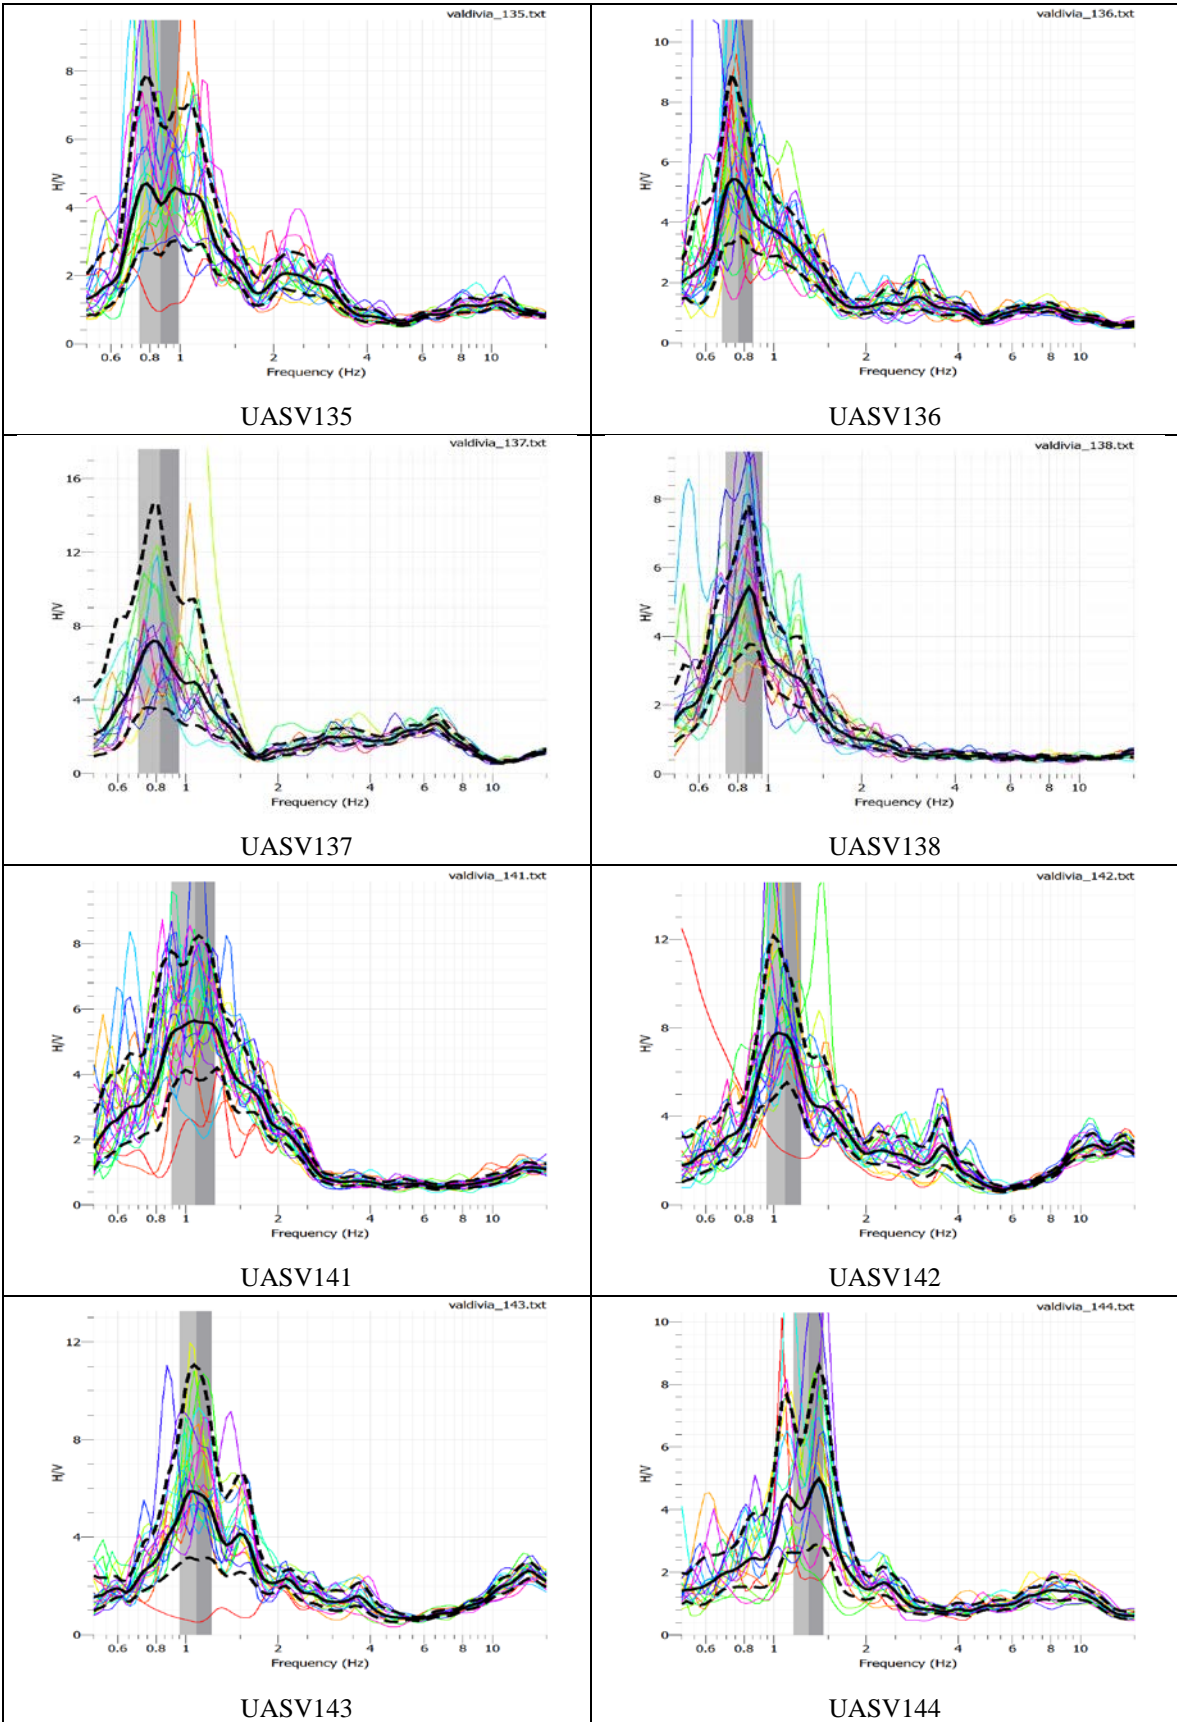 valdivia_135.txt
8
6
4
2
0
H/V
0.6 0.8 1 2 4 6 8 10
Frequency (Hz)
UASV135
valdivia_136.txt
10
8
6
4
2
0
H/V
0.6 0.8 1 2 4 6 8 10
Frequency (Hz)
UASV136
valdivia_137.txt
16
12
8
4
0
H/V
0.6 0.8 1 2 4 6 8 10
Frequency (Hz)
UASV137
valdivia_138.txt
8
6
4
2
0
H/V
0.6 0.8 1 2 4 6 8 10
Frequency (Hz)
UASV138
valdivia_141.txt
8
6
4
2
0
H/V
0.6 0.8 1 2 4 6 8 10
Frequency (Hz)
UASV141
valdivia_142.txt
12
8
4
0
H/V
0.6 0.8 1 2 4 6 8 10
Frequency (Hz)
UASV142
valdivia_143.txt
12
8
4
0
H/V
0.6 0.8 1 2 4 6 8 10
Frequency (Hz)
UASV143
valdivia_144.txt
10
8
6
4
2
0
H/V
0.6 0.8 1 2 4 6 8 10
Frequency (Hz)
UASV144